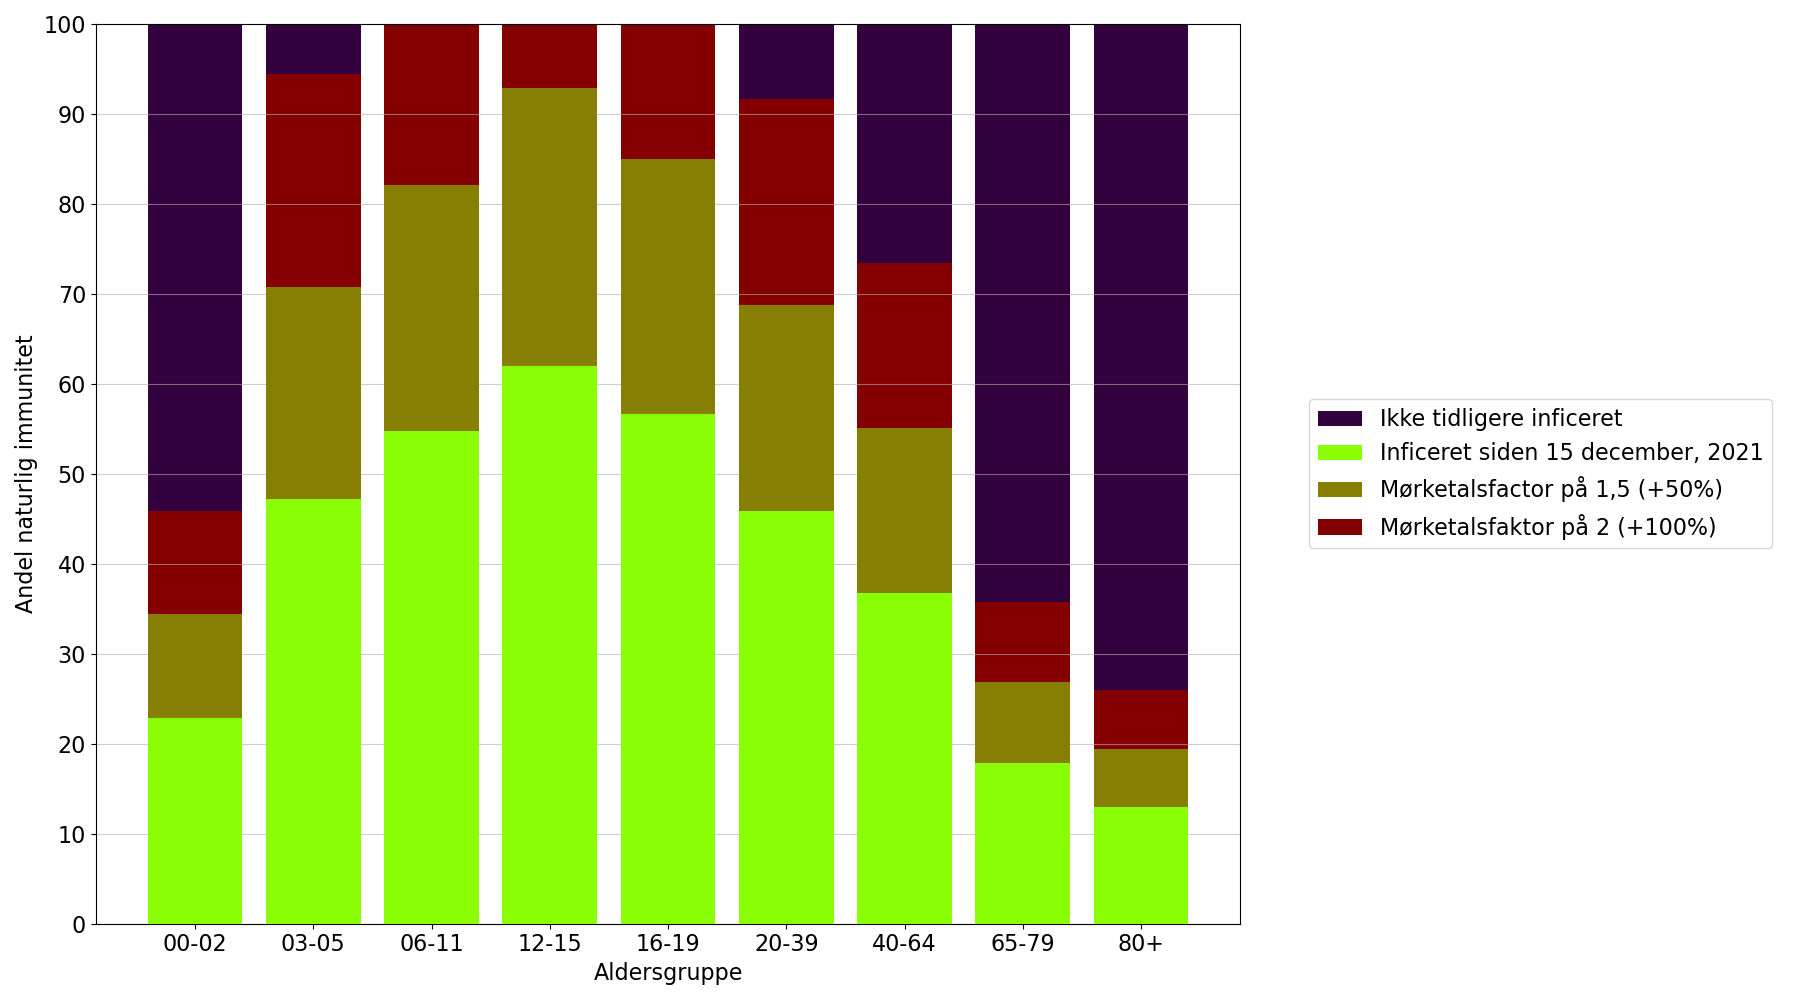 100
90
80
70
60
50
40
30
20
10
0
Andel naturlig immunitet
00-02 03-05 06-11 12-15 16-19 20-39 40-64 65-79 80+
Aldersgruppe
Ikke tidligere inficeret
Inficeret siden 15 december, 2021
Mørketalsfactor på 1,5 (+50%)
Mørketalsfaktor på 2 (+100%)